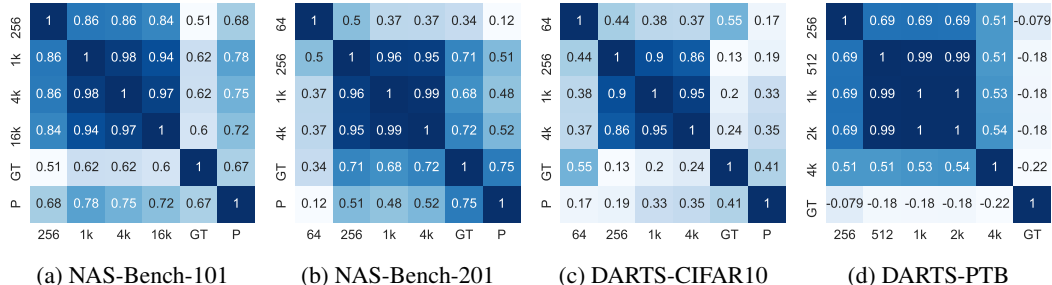 256 1 0.86 0.86 0.84 0.51 0.68
1k 0.86 1 0.98 0.94 0.62 0.78
4k 0.86 0.98 1 0.97 0.62 0.75
16k 0.84 0.94 0.97 1 0.6 0.72
GT 0.51 0.62 0.62 0.6 1 0.67
P 0.68 0.78 0.75 0.72 0.67 1
256 1k 4k 16k GT P
(a) NAS-Bench-101
64 1 0.5 0.37 0.37 0.34 0.12
256 0.5 1 0.96 0.95 0.71 0.51
1k 0.37 0.96 1 0.99 0.68 0.48
4k 0.37 0.95 0.99 1 0.72 0.52
GT 0.34 0.71 0.68 0.72 1 0.75
P 0.12 0.51 0.48 0.52 0.75 1
64 256 1k 4k GT P
(b) NAS-Bench-201
64 1 0.44 0.38 0.37 0.55 0.17
256 0.44 1 0.9 0.86 0.13 0.19
1k 0.38 0.9 1 0.95 0.2 0.33
4k 0.37 0.86 0.95 1 0.24 0.35
GT 0.55 0.13 0.2 0.24 1 0.41
P 0.17 0.19 0.33 0.35 0.41 1
64 256 1k 4k GT P
(c) DARTS-CIFAR10
256 1 0.69 0.69 0.69 0.51 -0.079
512 0.69 1 0.99 0.99 0.51 -0.18
1k 0.69 0.99 1 1 0.53 -0.18
2k 0.69 0.99 1 1 0.54 -0.18
4k 0.51 0.51 0.53 0.54 1 -0.22
GT -0.079 -0.18 -0.18 -0.18 -0.22 1
256 512 1k 2k 4k GT
(d) DARTS-PTB